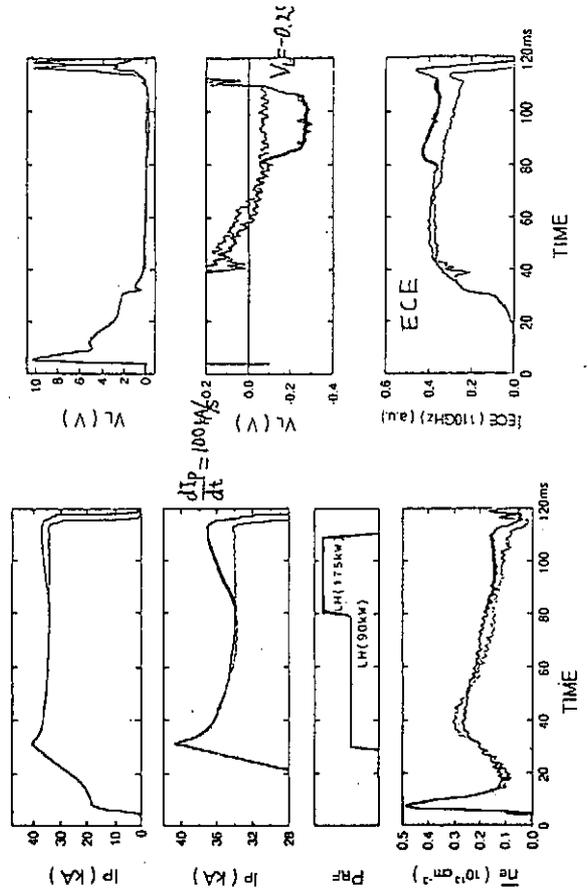 IP (KA)
40
30
20
10
0
IP (KA)
40
36
32
28
dIp/dt = 100kA/s
PRF
LH(175kW)
LH(90kW)
n̄e (10¹³ cm⁻³)
0.5
0.4
0.3
0.2
0.1
0
0 20 40 60 80 100 120ms
TIME
VL (V)
10
8
6
4
2
0
VL (V)
0.2
0.0
-0.2
-0.4
IECE (110GHz) (a.u.)
0.6
0.4
0.2
0.0
ECE
0 20 40 60 80 100 120ms
TIME